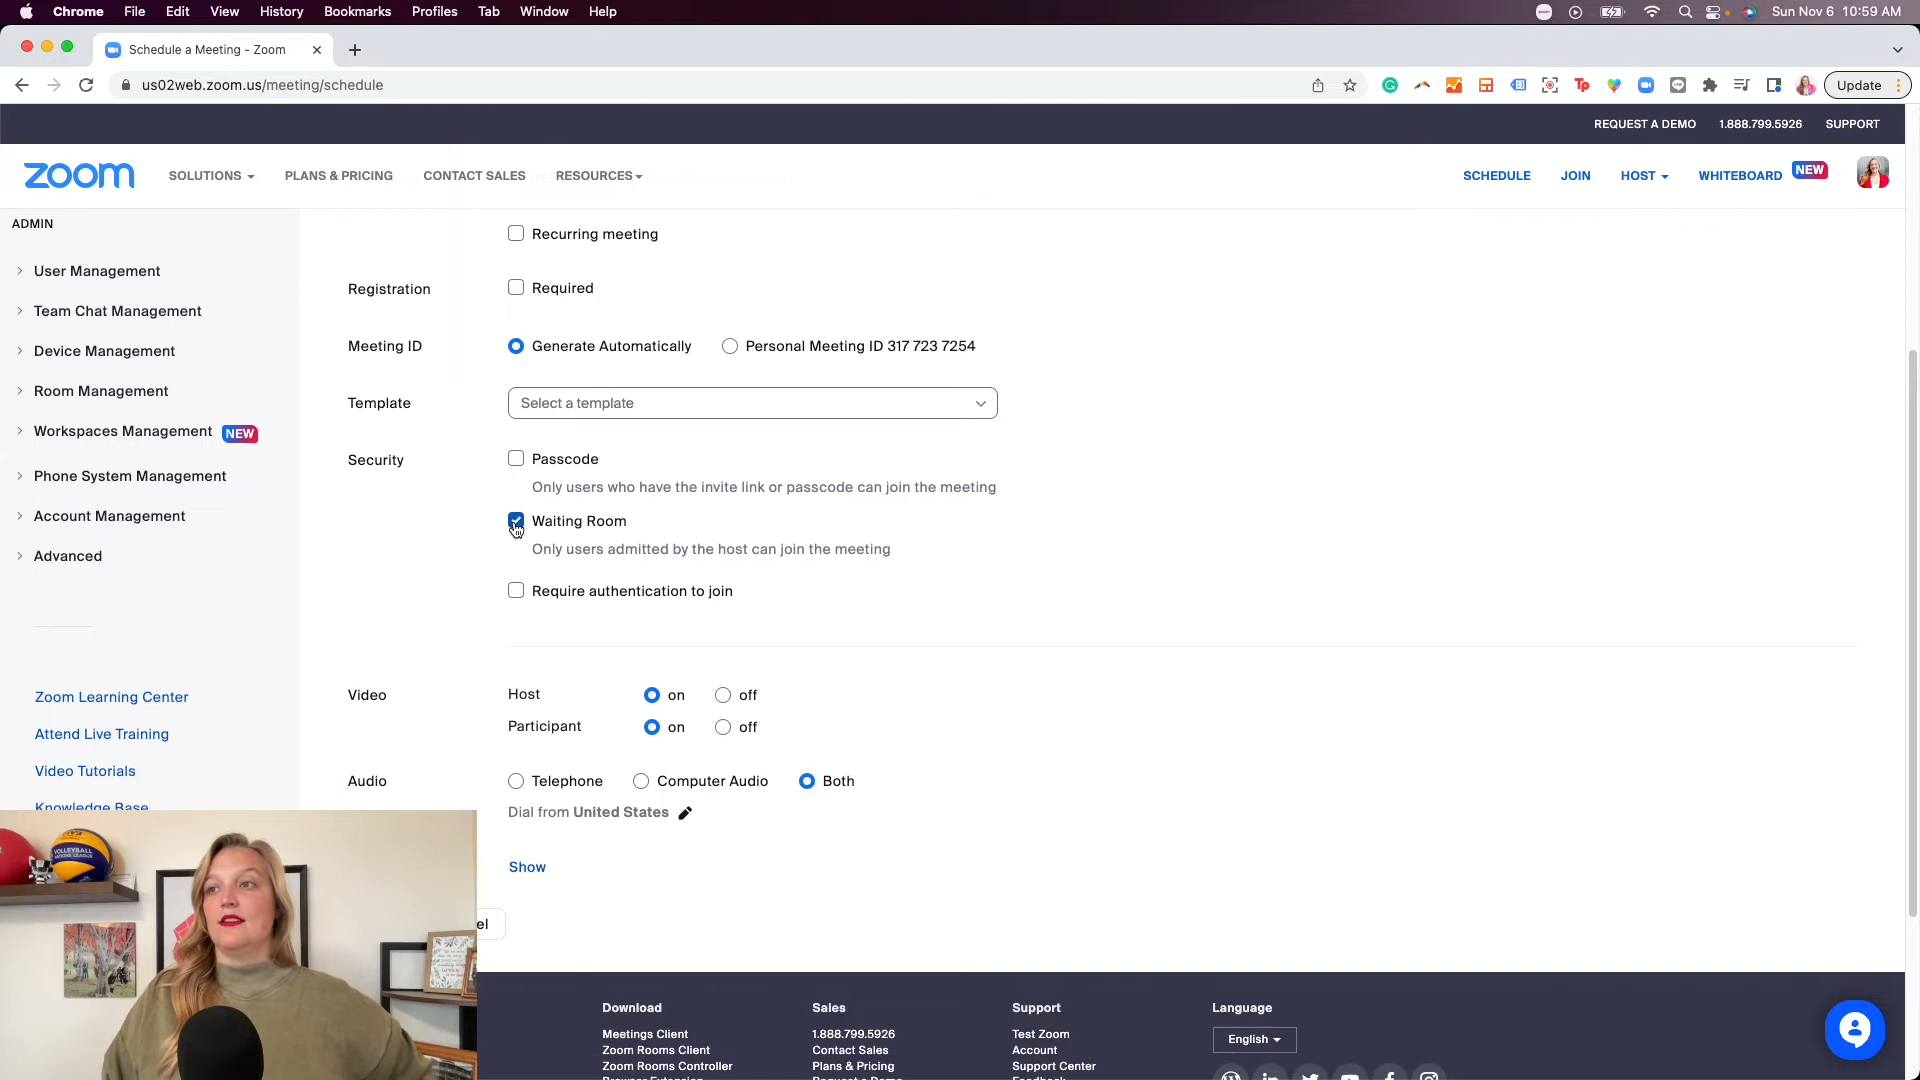 Chrome File Edit View History Bookmarks Profiles Tab Window Help Sun Nov 6 10:59 AM
Schedule a Meeting - Zoom
us02web.zoom.us/meeting/schedule Update
REQUEST A DEMO 1.888.799.5926 SUPPORT
zoom SOLUTIONS PLANS & PRICING CONTACT SALES RESOURCES SCHEDULE JOIN HOST WHITEBOARD NEW
ADMIN
User Management
Team Chat Management
Device Management
Room Management
Workspaces Management NEW
Phone System Management
Account Management
Advanced
Zoom Learning Center
Attend Live Training
Video Tutorials
Knowledge Base
Recurring meeting
Registration Required
Meeting ID Generate Automatically Personal Meeting ID 317 723 7254
Template Select a template
Security Passcode
Only users who have the invite link or passcode can join the meeting
Waiting Room
Only users admitted by the host can join the meeting
Require authentication to join
Video Host on off
Participant on off
Audio Telephone Computer Audio Both
Dial from United States
Show
el
VOLLEYBALL
NATIONS LEAGUE
Download Sales Support Language
Meetings Client 1.888.799.5926 Test Zoom English
Zoom Rooms Client Contact Sales Account
Zoom Rooms Controller Plans & Pricing Support Center